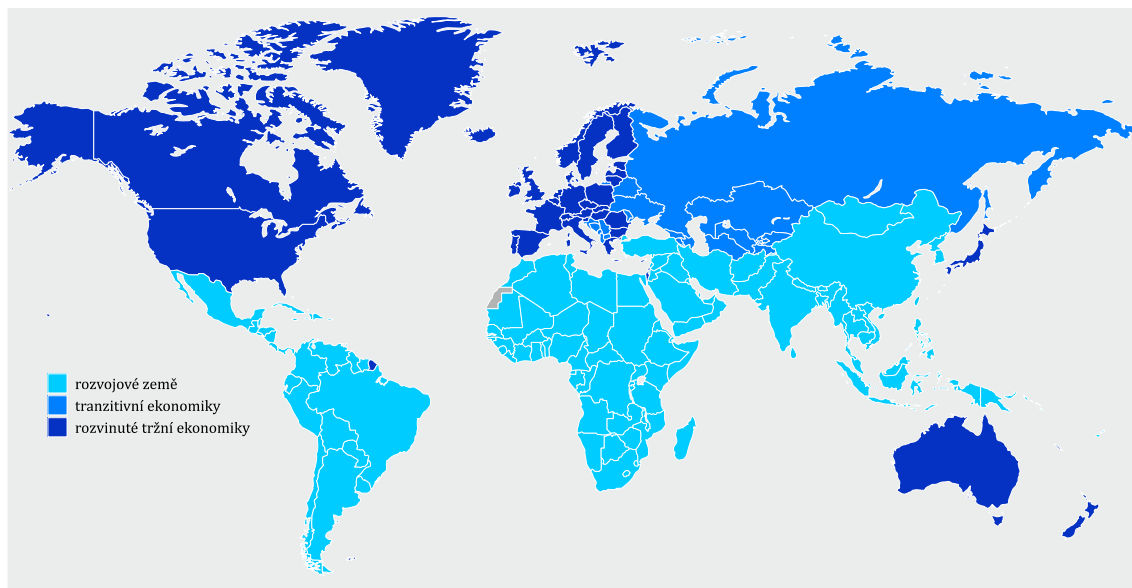 rozvojové země
tranzitivní ekonomiky
rozvinuté tržní ekonomiky